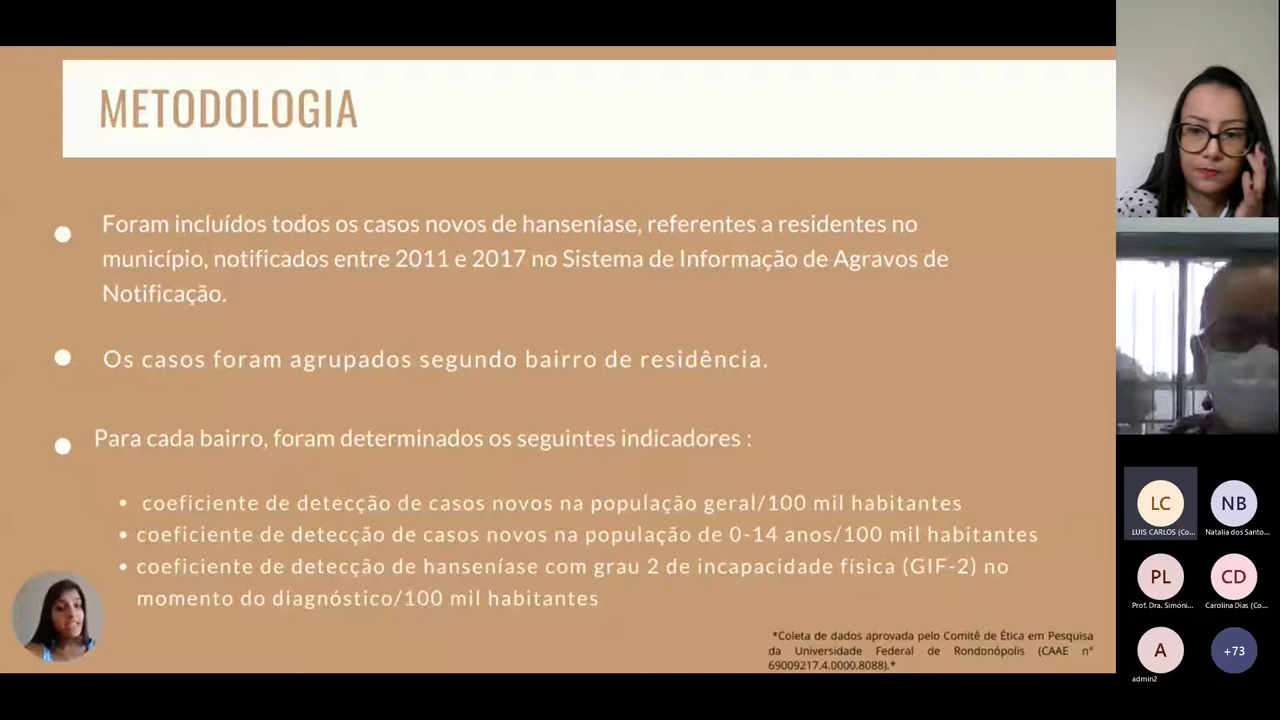 METODOLOGIA
Foram incluídos todos os casos novos de hanseníase, referentes a residentes no
município, notificados entre 2011 e 2017 no Sistema de Informação de Agravos de
Notificação.
Os casos foram agrupados segundo bairro de residência.
Para cada bairro, foram determinados os seguintes indicadores :
coeficiente de detecção de casos novos na população geral/100 mil habitantes
coeficiente de detecção de casos novos na população de 0-14 anos/100 mil habitantes
coeficiente de detecção de hanseníase com grau 2 de incapacidade física (GIF-2) no
momento do diagnóstico/100 mil habitantes
*Coleta de dados aprovada pelo Comitê de Ética em Pesquisa
da Universidade Federal de Rondonópolis (CAAE n°
69009217.4.0000.8088).*
LC
NB
LUIS CARLOS (Co...
Natalia dos Santo...
PL
CD
Prof. Dra. Simoni...
Carolina Dias (Co...
A
+73
admin2